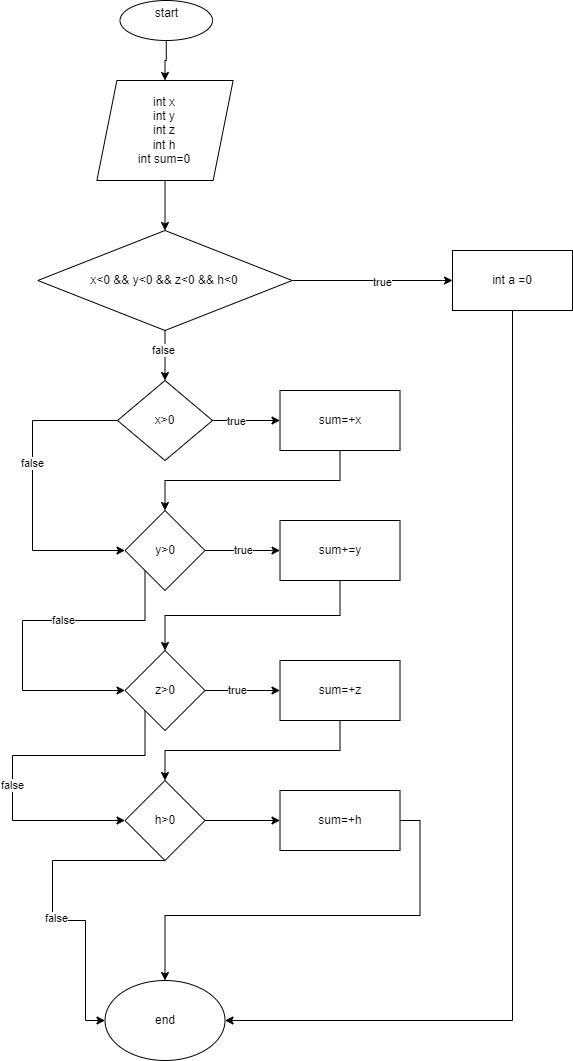 start
int x
int y
int z
int h
int sum=0
x<0 && y<0 && z<0 && h<0
true
int a =0
false
x>0
true
sum=+x
false
y>0
true
sum+=y
false
z>0
true
sum=+z
false
h>0
sum=+h
false
end